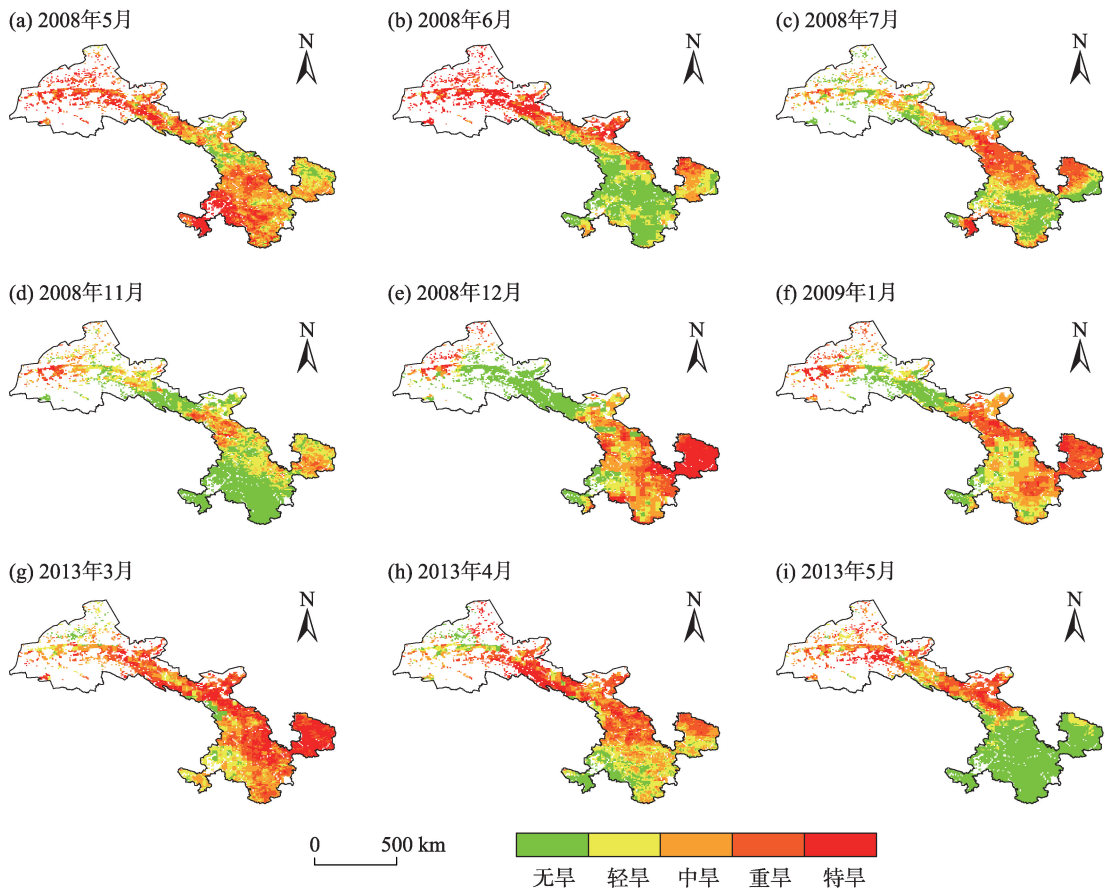 (a) 2008年5月
(b) 2008年6月
(c) 2008年7月
N
N
N
(d) 2008年11月
(e) 2008年12月
(f) 2009年1月
N
N
N
(g) 2013年3月
(h) 2013年4月
(i) 2013年5月
N
N
N
0 500 km
无旱 轻旱 中旱 重旱 特旱